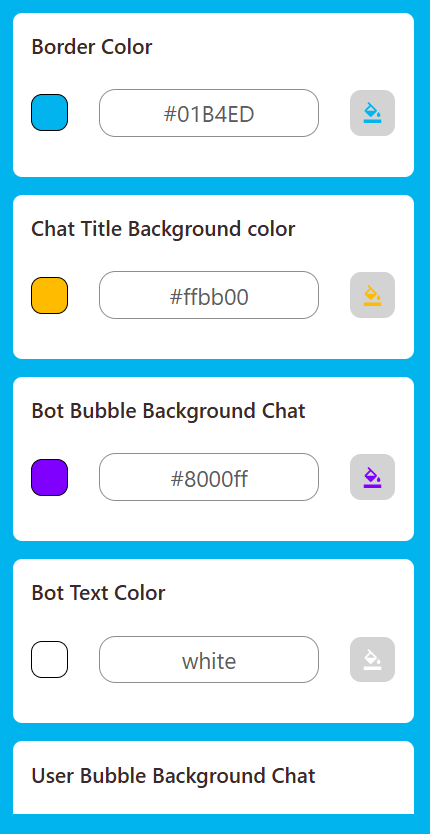 Border Color
#01B4ED
Chat Title Background color
#ffbb00
Bot Bubble Background Chat
#8000ff
Bot Text Color
white
User Bubble Background Chat